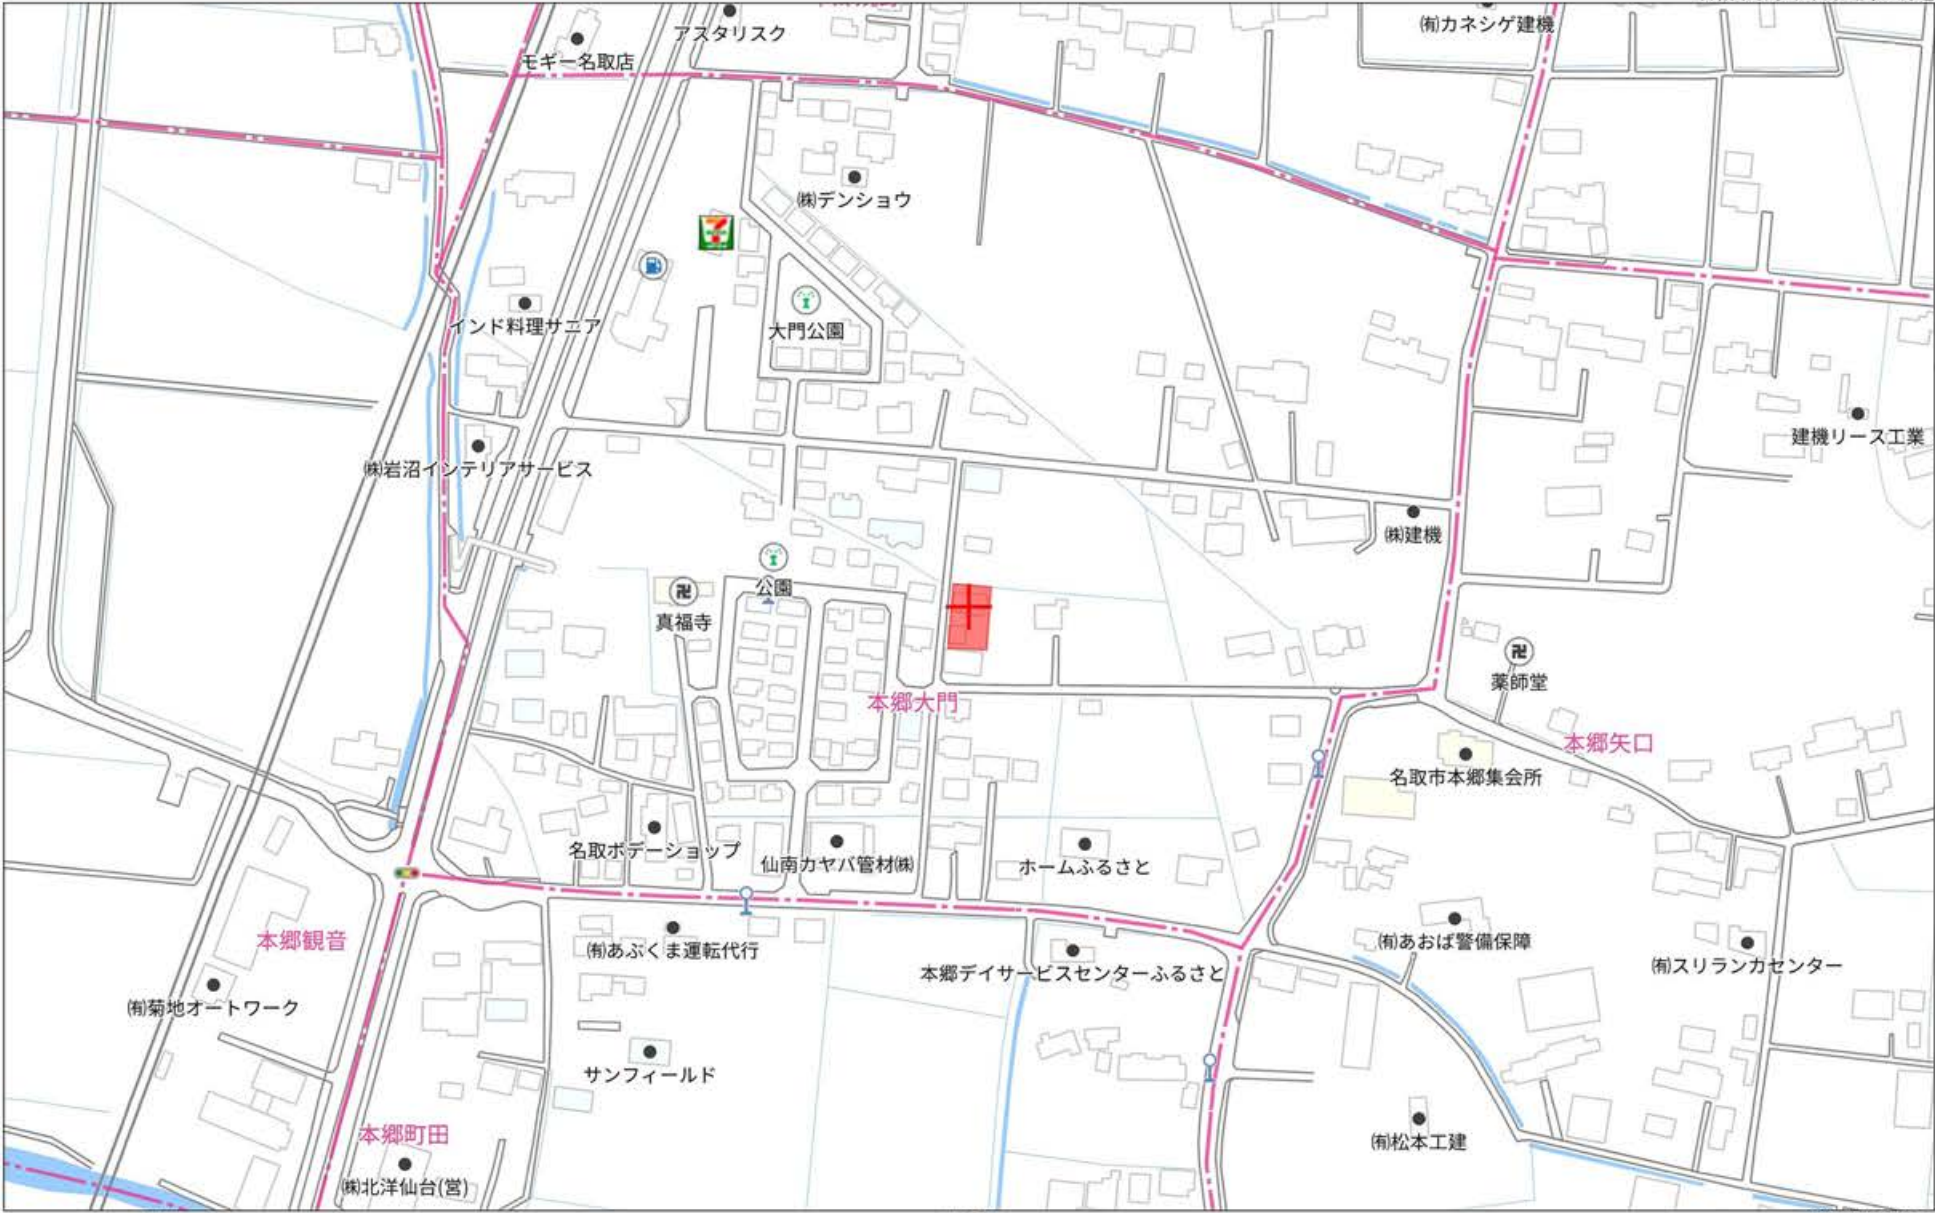 アスタリスク
㈲カネシゲ建機
モギー名取店
㈱デンショウ
インド料理サニア
大門公園
建機リース工業
㈱岩沼インテリアサービス
㈱建機
公園
真福寺
薬師堂
本郷大門
本郷矢口
名取市本郷集会所
名取ボデーショップ
仙南カヤバ管材㈱
ホームふるさと
本郷観音
㈲あぶくま運転代行
㈲あおば警備保障
本郷デイサービスセンターふるさと
㈲スリランカセンター
㈲菊地オートワーク
サンフィールド
本郷町田
㈲松本工建
㈱北洋仙台(営)